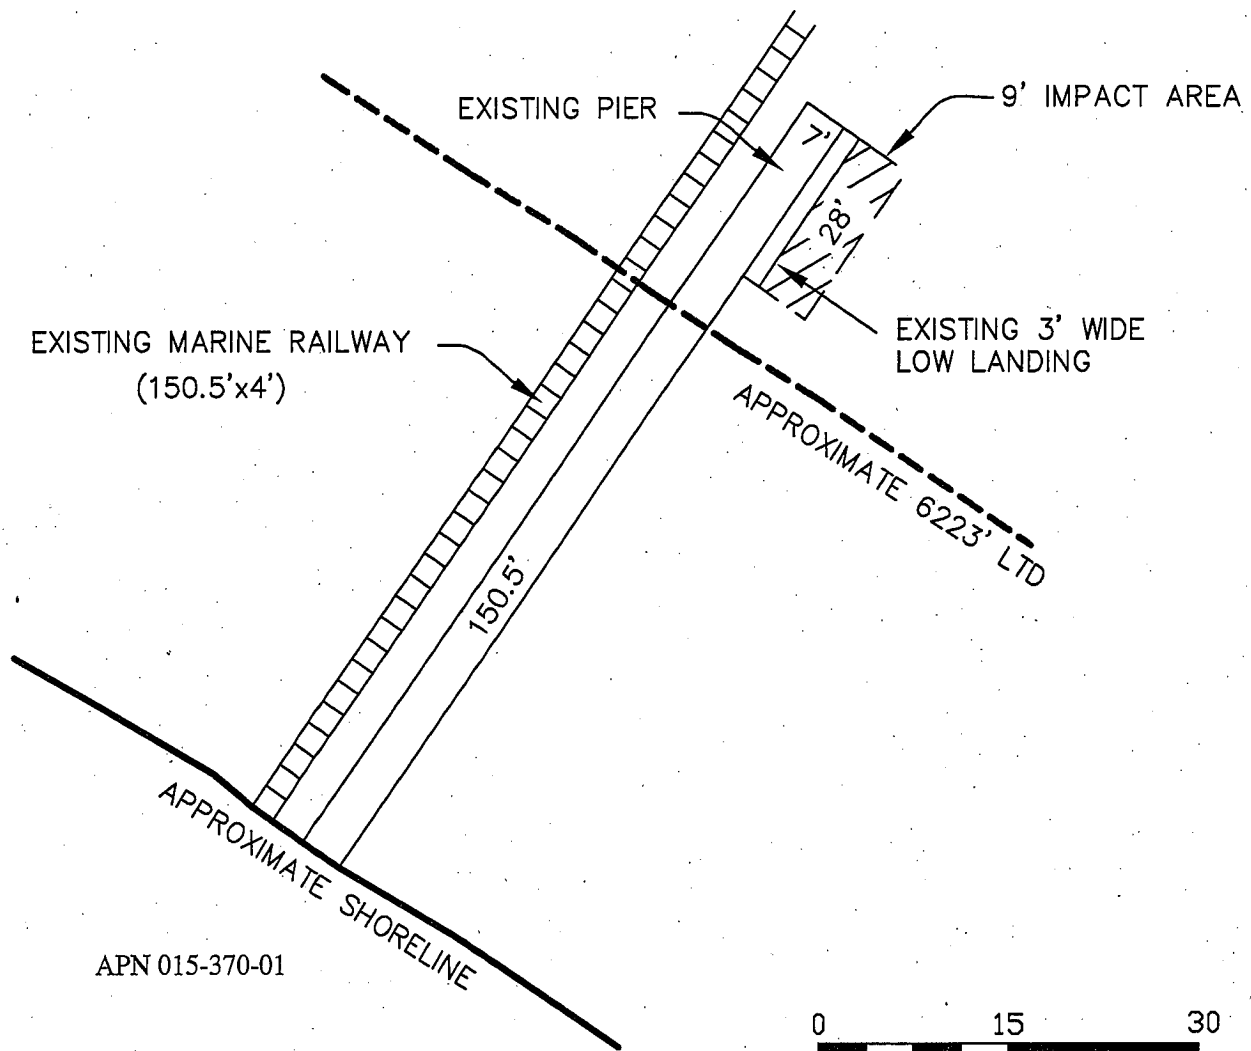 EXISTING PIER
7'
9' IMPACT AREA
28'
EXISTING MARINE RAILWAY
(150.5'x4')
EXISTING 3' WIDE
LOW LANDING
APPROXIMATE 6223' LTD
150.5'
APPROXIMATE SHORELINE
APN 015-370-01
0 15 30